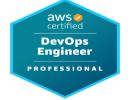 aws
certified
DevOps
Engineer
PROFESSIONAL